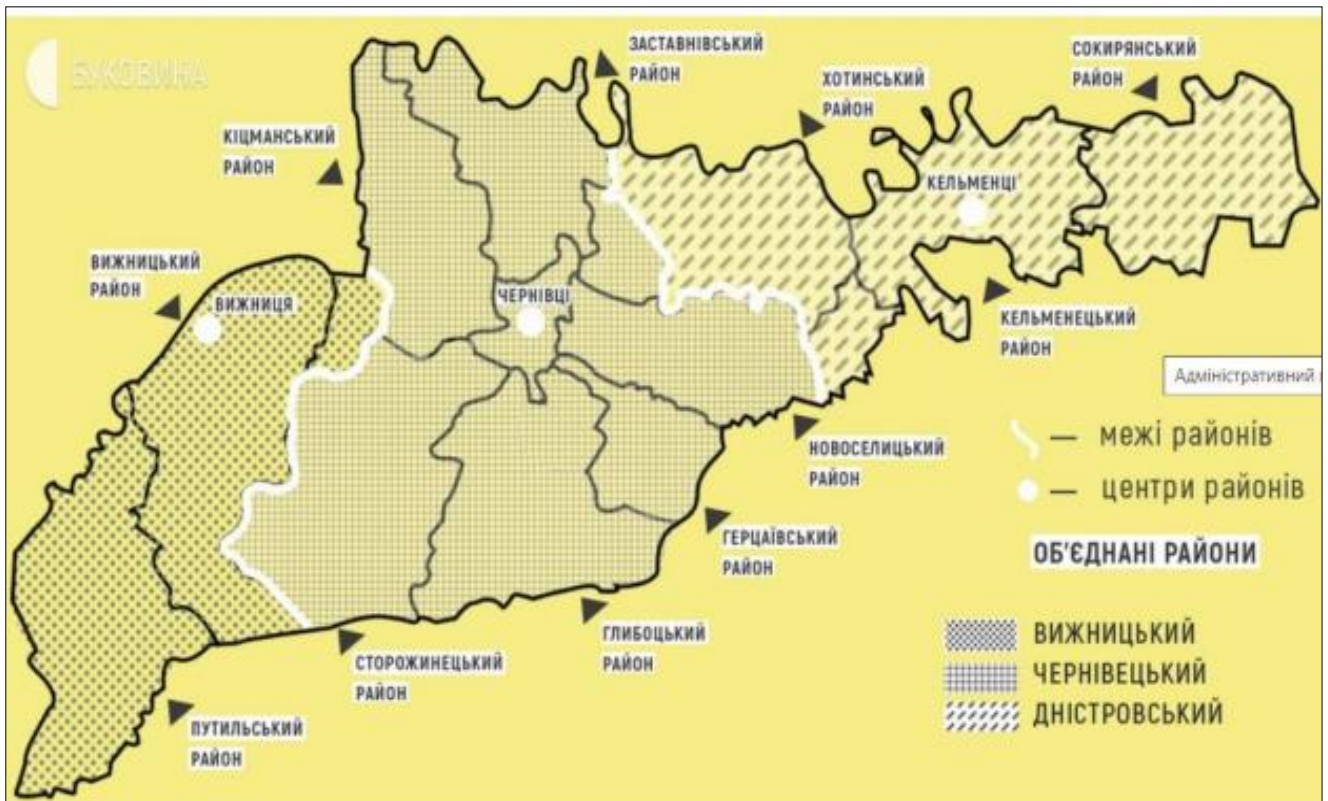 БУКОВИНА
ЗАСТАВНІВСЬКИЙ
РАЙОН
СОКИРЯНСЬКИЙ
РАЙОН
ХОТИНСЬКИЙ
РАЙОН
КІЦМАНСЬКИЙ
РАЙОН
КЕЛЬМЕНЦІ
ВИЖНИЦЬКИЙ
РАЙОН
ВИЖНИЦЯ
ЧЕРНІВЦІ
КЕЛЬМЕНЕЦЬКИЙ
РАЙОН
Адміністративний
НОВОСЕЛИЦЬКИЙ
РАЙОН
— межі районів
— центри районів
ГЕРЦАЇВСЬКИЙ
РАЙОН
ОБ'ЄДНАНІ РАЙОНИ
ГЛИБОЦЬКИЙ
РАЙОН
СТОРОЖИНЕЦЬКИЙ
РАЙОН
ПУТИЛЬСЬКИЙ
РАЙОН
ВИЖНИЦЬКИЙ
ЧЕРНІВЕЦЬКИЙ
ДНІСТРОВСЬКИЙ